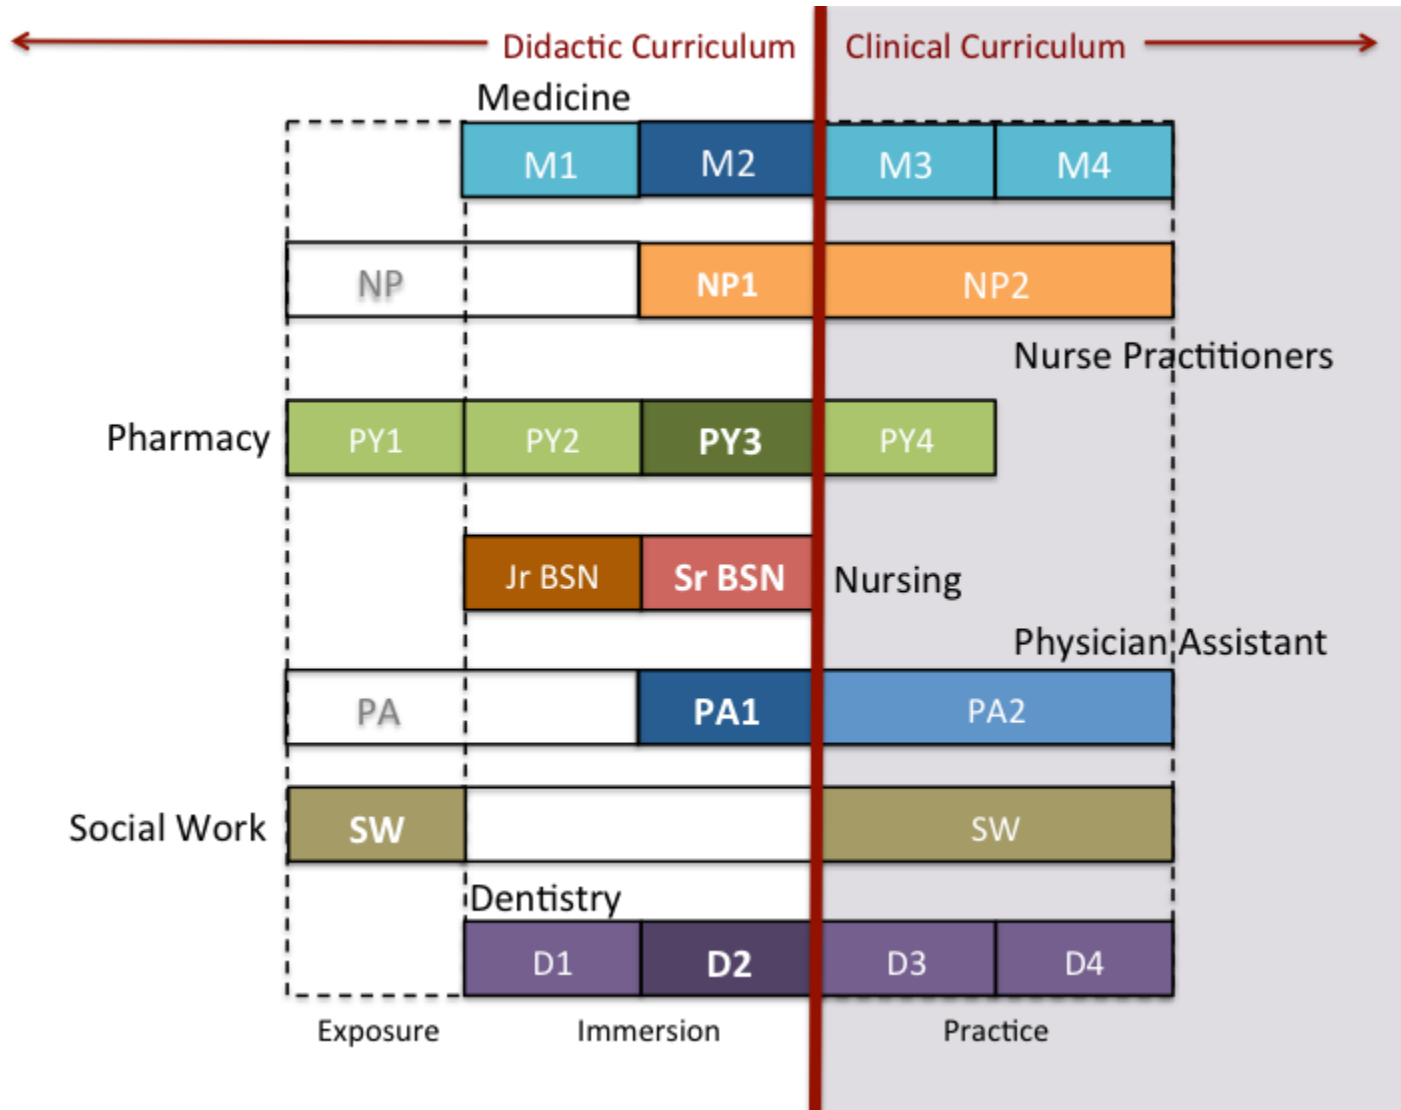 Didactic Curriculum
Clinical Curriculum
Medicine
M1
M2
M3
M4
NP
NP1
NP2
Nurse Practitioners
Pharmacy
PY1
PY2
PY3
PY4
Jr BSN
Sr BSN
Nursing
Physician Assistant
PA
PA1
PA2
Social Work
SW
SW
Dentistry
D1
D2
D3
D4
Exposure
Immersion
Practice